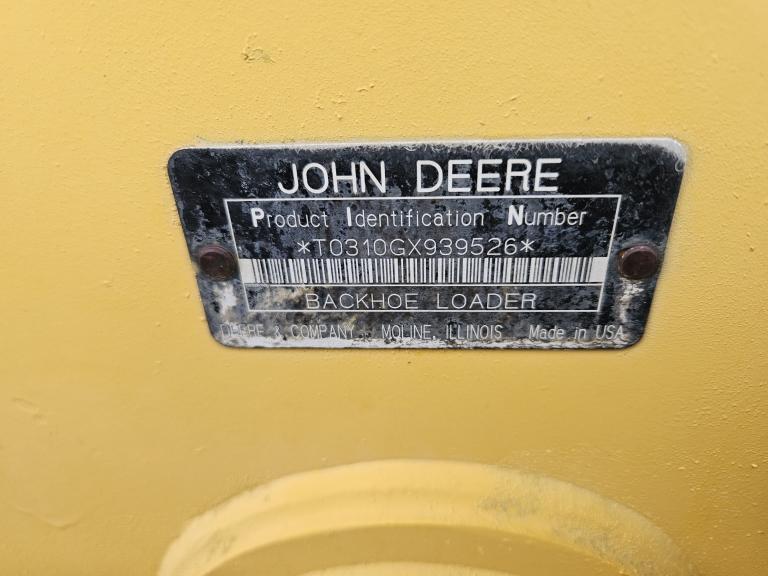 JOHN DEERE
Product Identification Number
*T0310GX939526*
BACKHOE LOADER
DEERE & COMPANY MOLINE, ILLINOIS Made in USA